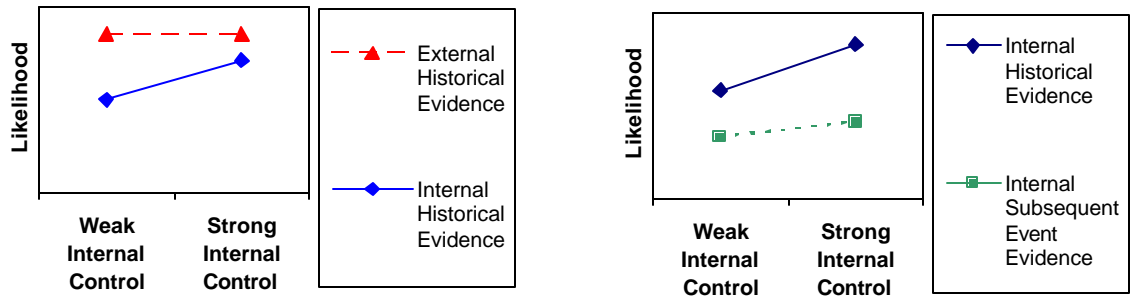 Likelihood
Weak
Internal
Control
Strong
Internal
Control
External
Historical
Evidence
Internal
Historical
Evidence
Likelihood
Weak
Internal
Control
Strong
Internal
Control
Internal
Historical
Evidence
Internal
Subsequent
Event
Evidence